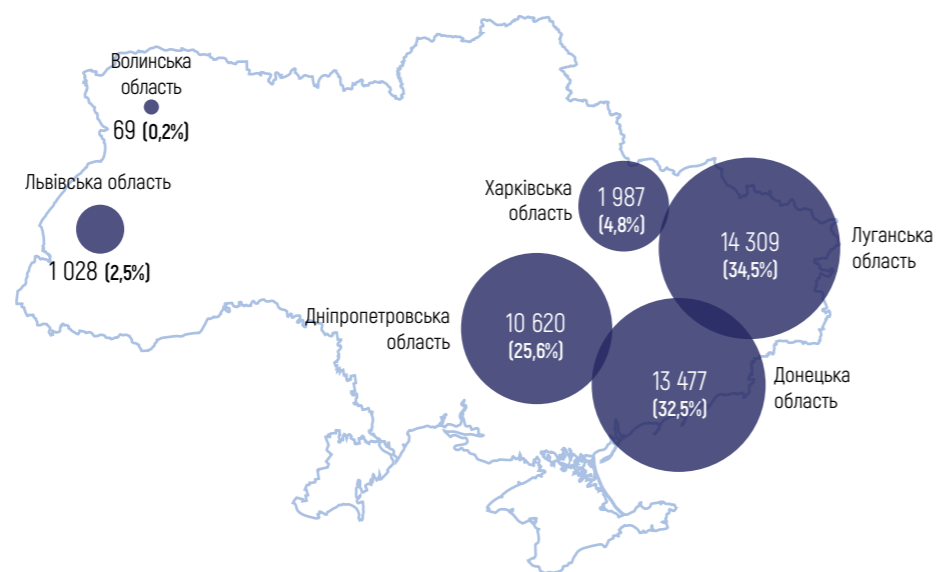 Волинська
область
69 (0,2%)
Львівська область
1 028 (2,5%)
Харківська
область
1 987
(4,8%)
14 309
(34,5%)
Луганська
область
Дніпропетровська
область
10 620
(25,6%)
13 477
(32,5%)
Донецька
область